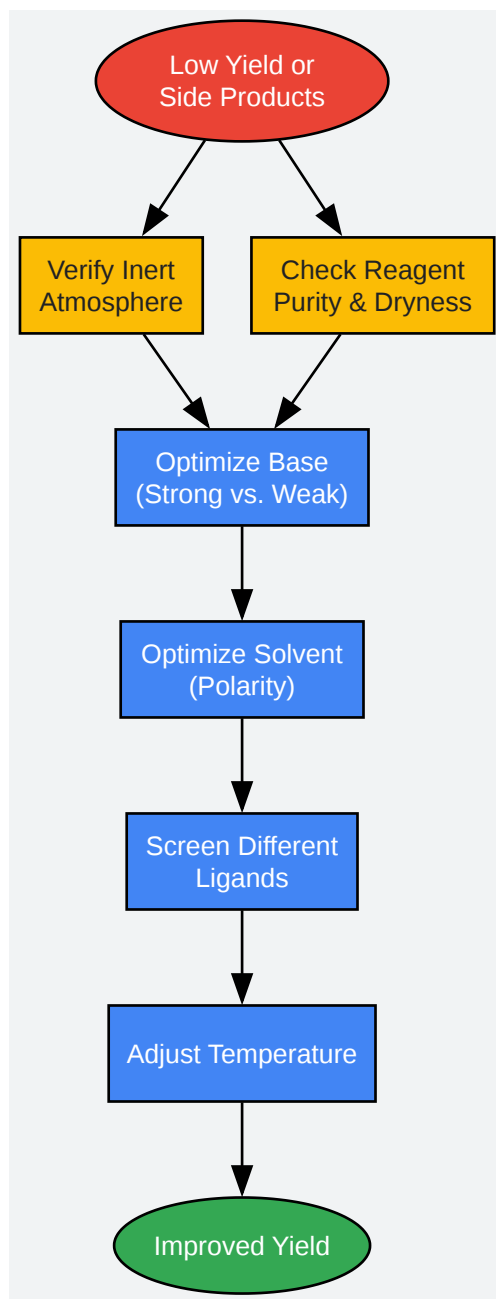 Low Yield or
Side Products
Verify Inert
Atmosphere
Check Reagent
Purity & Dryness
Optimize Base
(Strong vs. Weak)
Optimize Solvent
(Polarity)
Screen Different
Ligands
Adjust Temperature
Improved Yield